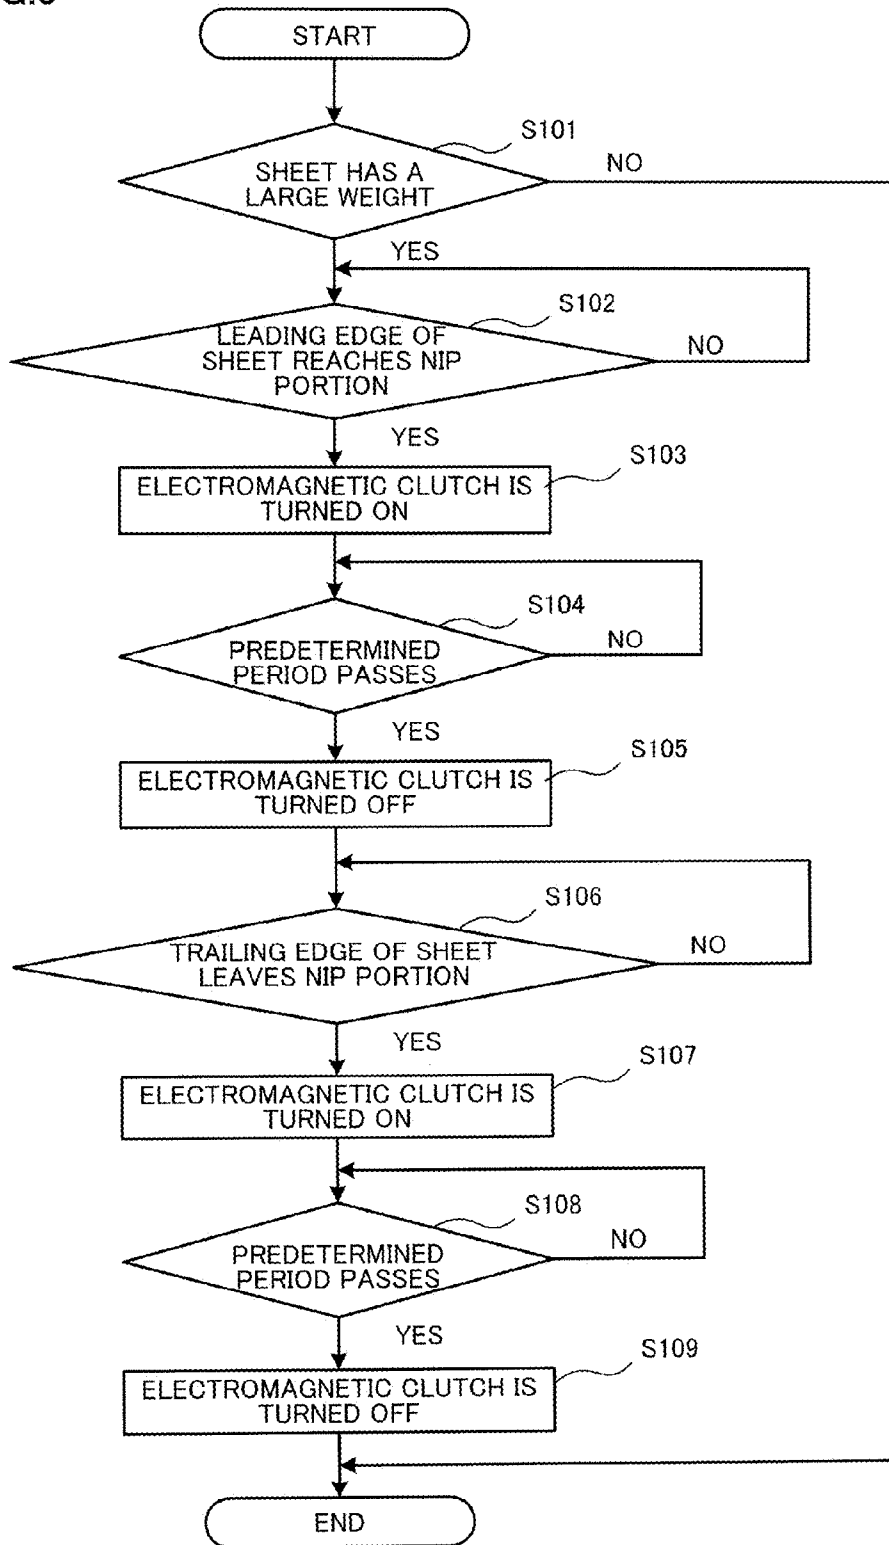 START
S101
NO
SHEET HAS A
LARGE WEIGHT
YES
S102
LEADING EDGE OF
SHEET REACHES NIP
PORTION
NO
YES
S103
ELECTROMAGNETIC CLUTCH IS
TURNED ON
S104
NO
PREDETERMINED
PERIOD PASSES
YES
S105
ELECTROMAGNETIC CLUTCH IS
TURNED OFF
S106
NO
TRAILING EDGE OF SHEET
LEAVES NIP PORTION
YES
S107
ELECTROMAGNETIC CLUTCH IS
TURNED ON
S108
NO
PREDETERMINED
PERIOD PASSES
YES
S109
ELECTROMAGNETIC CLUTCH IS
TURNED OFF
END